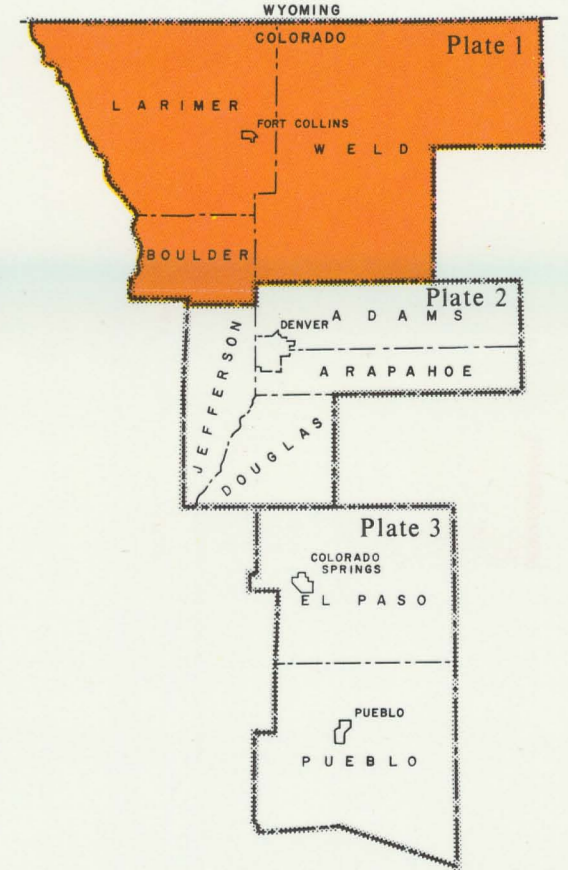 WYOMING
COLORADO
Plate 1
LARIMER
FORT COLLINS
WELD
BOULDER
Plate 2
DENVER
ADAMS
ARAPAHOE
JEFFERSON
DOUGLAS
Plate 3
COLORADO
SPRINGS
EL PASO
PUEBLO
PUEBLO